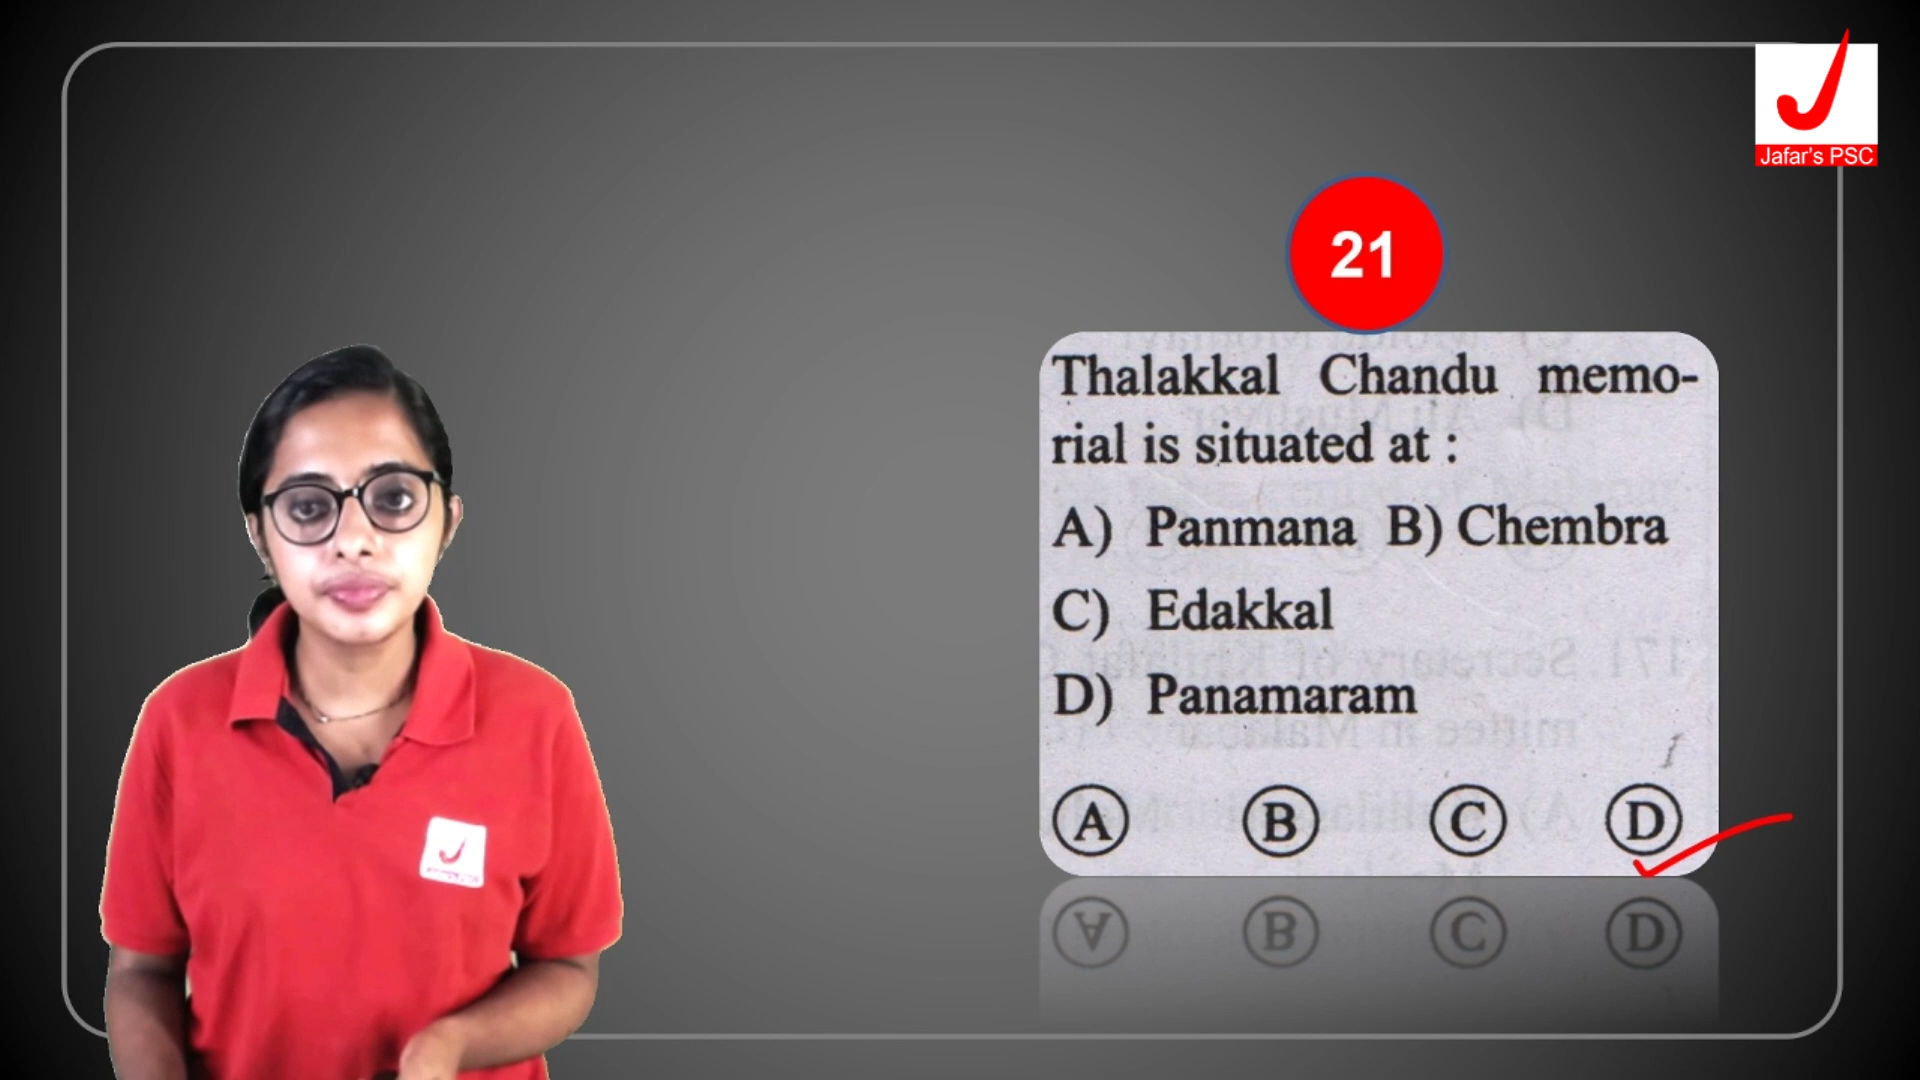 Jafar's PSC
21
Thalakkal Chandu memo-
rial is situated at :
A) Panmana B) Chembra
C) Edakkal
D) Panamaram
A B C D